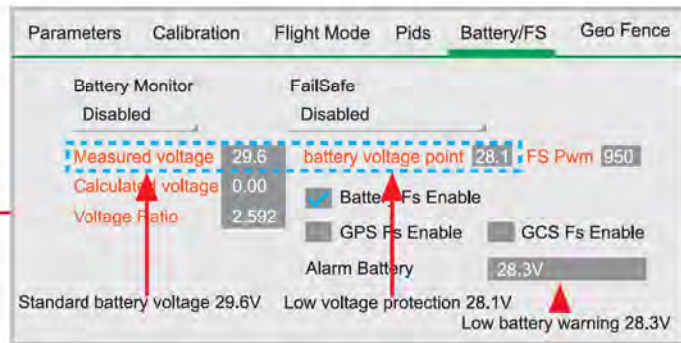 Parameters Calibration Flight Mode Pids Battery/FS Geo Fence
Battery Monitor FailSafe
Disabled Disabled
Measured voltage 29.6 battery voltage point 28.1 FS Pwm 950
Calculated voltage 0.00 Battery Fs Enable
Voltage Ratio 2.592
GPS Fs Enable GCS Fs Enable
Alarm Battery 28.3V
Standard battery voltage 29.6V Low voltage protection 28.1V
Low battery warning 28.3V